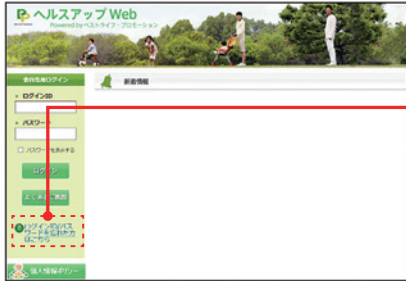 ヘルスアップ Web
Powered by ベストライフ・プロモーション
会員専用ログイン
新着情報
ログインID
パスワード
パスワードを表示する
ログイン
よくあるご質問
ログインID/パス
ワードを忘れた方
はこちら
個人情報ポリシー